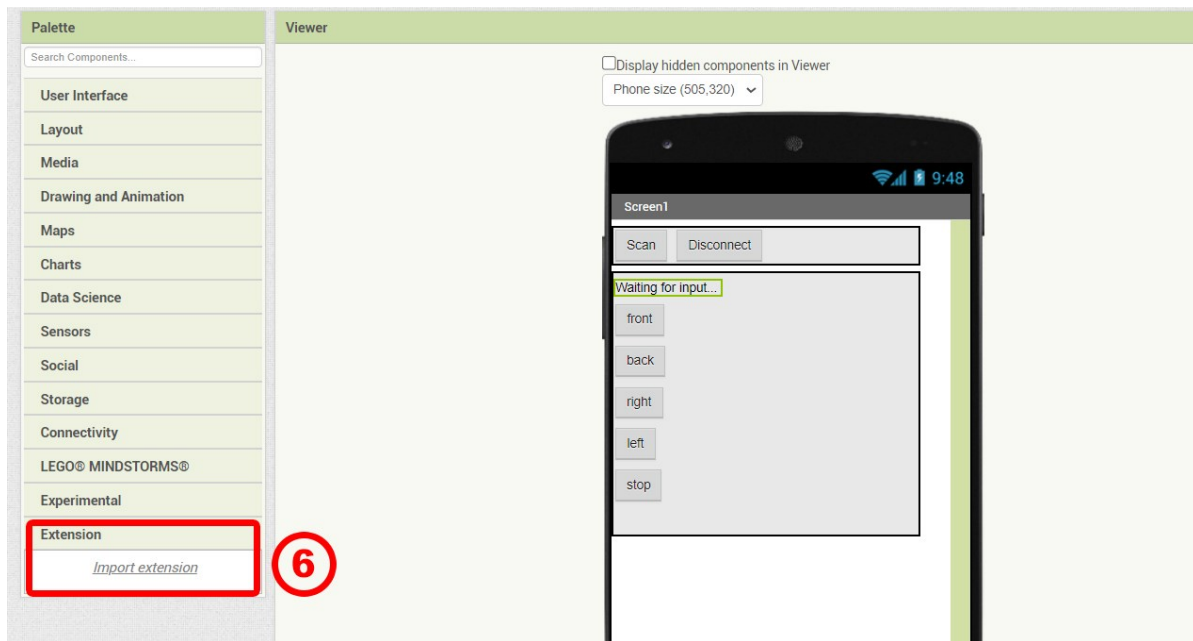 Palette
Search Components...
User Interface
Layout
Media
Drawing and Animation
Maps
Charts
Data Science
Sensors
Social
Storage
Connectivity
LEGO® MINDSTORMS®
Experimental
Extension
Import extension
6
Viewer
Display hidden components in Viewer
Phone size (505,320)
9:48
Screen1
Scan Disconnect
Waiting for input...
front
back
right
left
stop